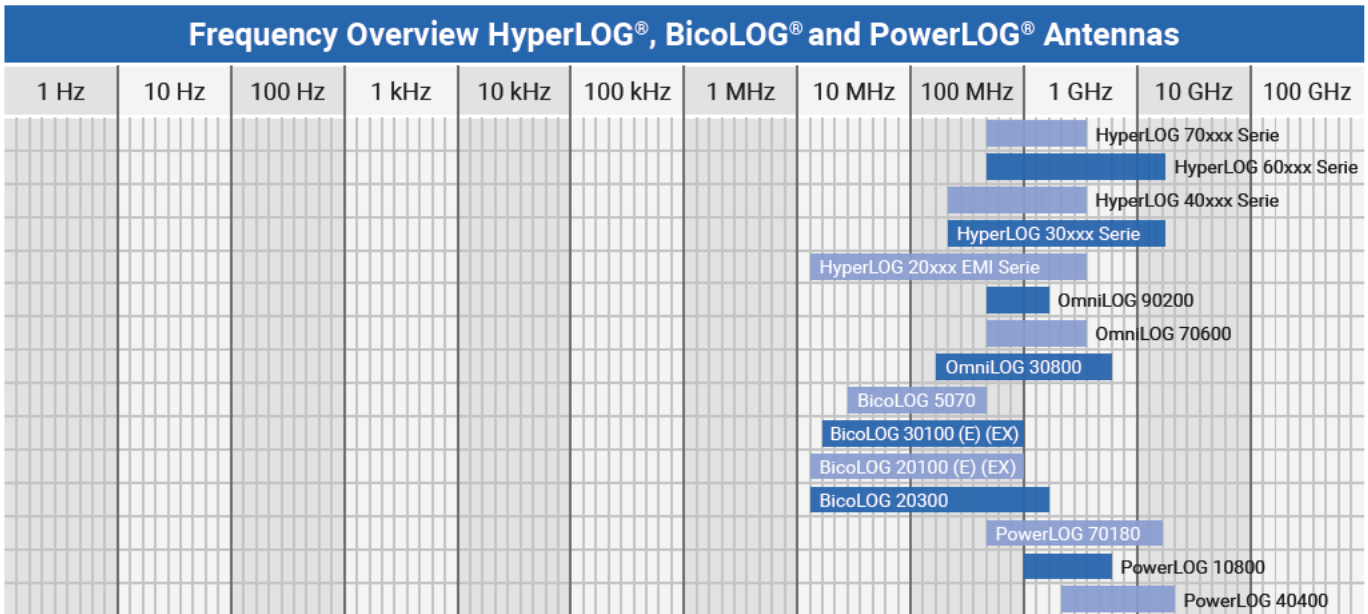 Frequency Overview HyperLOG®, BicoLOG® and PowerLOG® Antennas
1 Hz 10 Hz 100 Hz 1 kHz 10 kHz 100 kHz 1 MHz 10 MHz 100 MHz 1 GHz 10 GHz 100 GHz
HyperLOG 70xxx Serie
HyperLOG 60xxx Serie
HyperLOG 40xxx Serie
HyperLOG 30xxx Serie
HyperLOG 20xxx EMI Serie
OmniLOG 90200
OmniLOG 70600
OmniLOG 30800
BicoLOG 5070
BicoLOG 30100 (E) (EX)
BicoLOG 20100 (E) (EX)
BicoLOG 20300
PowerLOG 70180
PowerLOG 10800
PowerLOG 40400